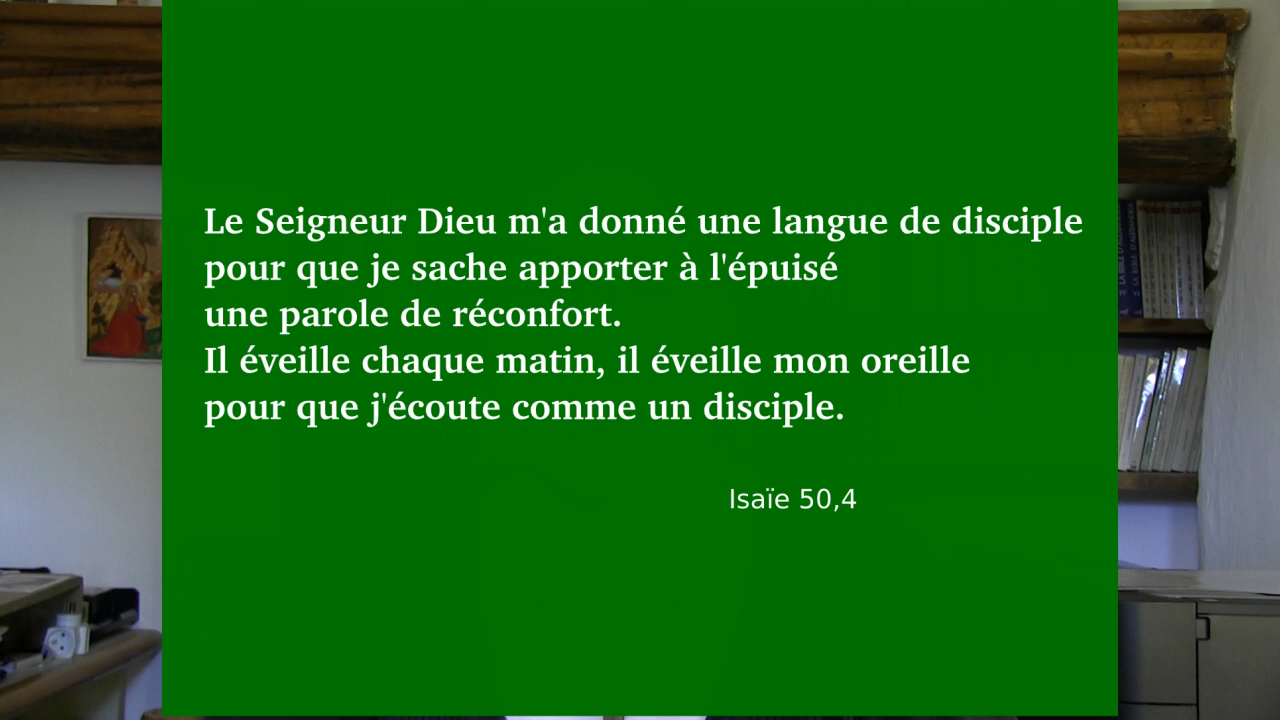 Le Seigneur Dieu m'a donné une langue de disciple
pour que je sache apporter à l'épuisé
une parole de réconfort.
Il éveille chaque matin, il éveille mon oreille
pour que j'écoute comme un disciple.
Isaïe 50,4